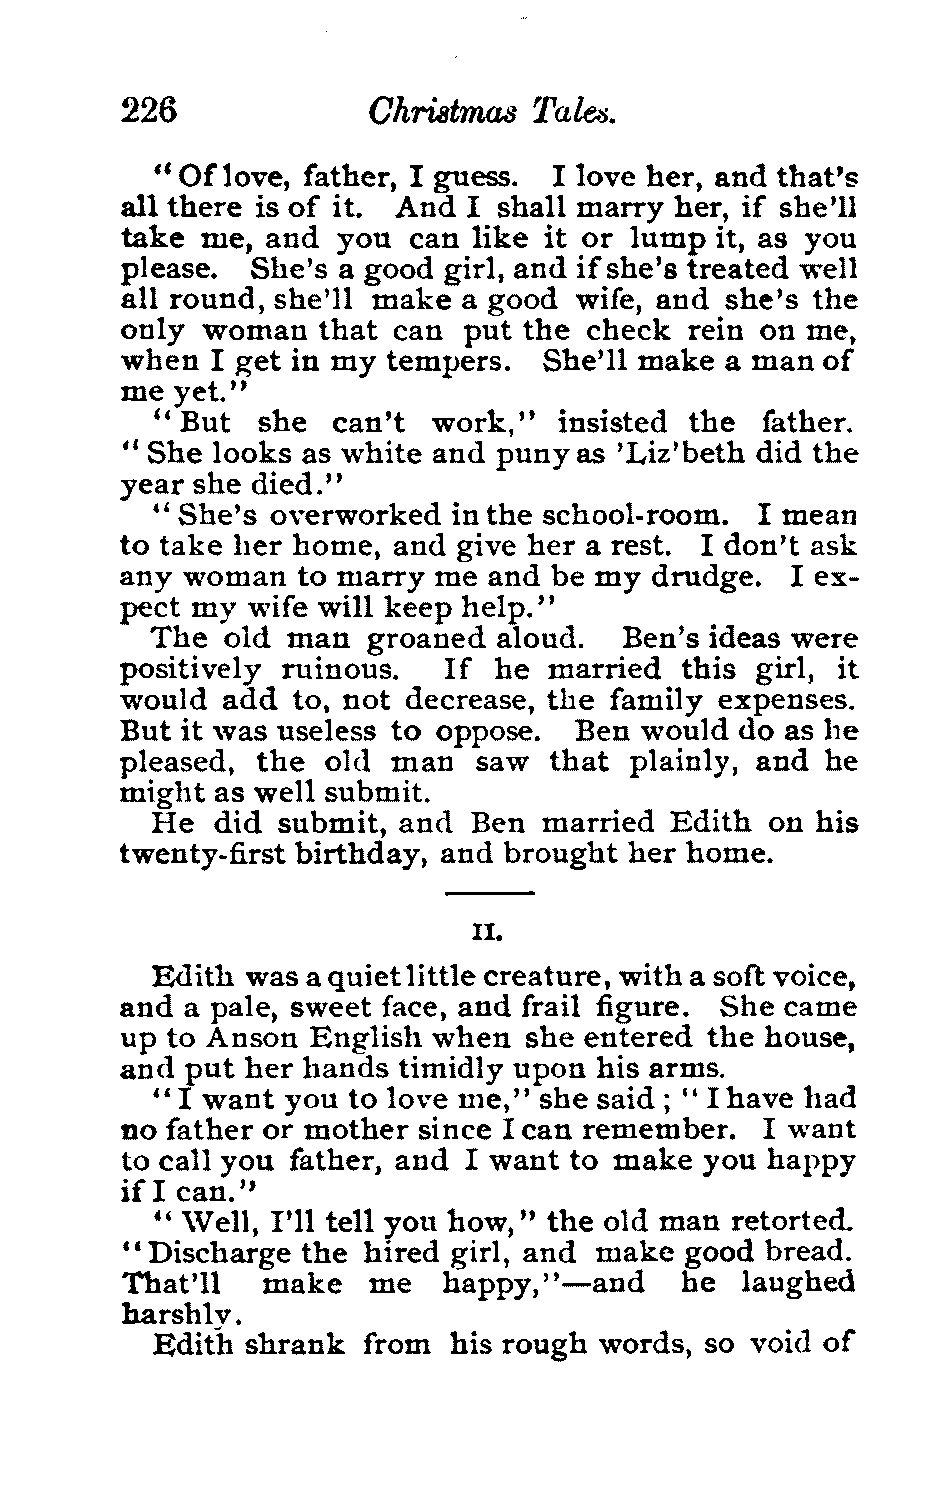 226 Christmas Tales.
"Of love, father, I guess. I love her, and that's
all there is of it. And I shall marry her, if she'll
take me, and you can like it or lump it, as you
please. She's a good girl, and if she's treated well
all round, she'll make a good wife, and she's the
only woman that can put the check rein on me,
when I get in my tempers. She'll make a man of
me yet."
"But she can't work," insisted the father.
"She looks as white and puny as 'Liz'beth did the
year she died."
"She's overworked in the school-room. I mean
to take her home, and give her a rest. I don't ask
any woman to marry me and be my drudge. I ex-
pect my wife will keep help."
The old man groaned aloud. Ben's ideas were
positively ruinous. If he married this girl, it
would add to, not decrease, the family expenses.
But it was useless to oppose. Ben would do as he
pleased, the old man saw that plainly, and he
might as well submit.
He did submit, and Ben married Edith on his
twenty-first birthday, and brought her home.
II.
Edith was a quiet little creature, with a soft voice,
and a pale, sweet face, and frail figure. She came
up to Anson English when she entered the house,
and put her hands timidly upon his arms.
"I want you to love me," she said; "I have had
no father or mother since I can remember. I want
to call you father, and I want to make you happy
if I can."
"Well, I'll tell you how," the old man retorted.
"Discharge the hired girl, and make good bread.
That'll make me happy,"—and he laughed
harshly.
Edith shrank from his rough words, so void of